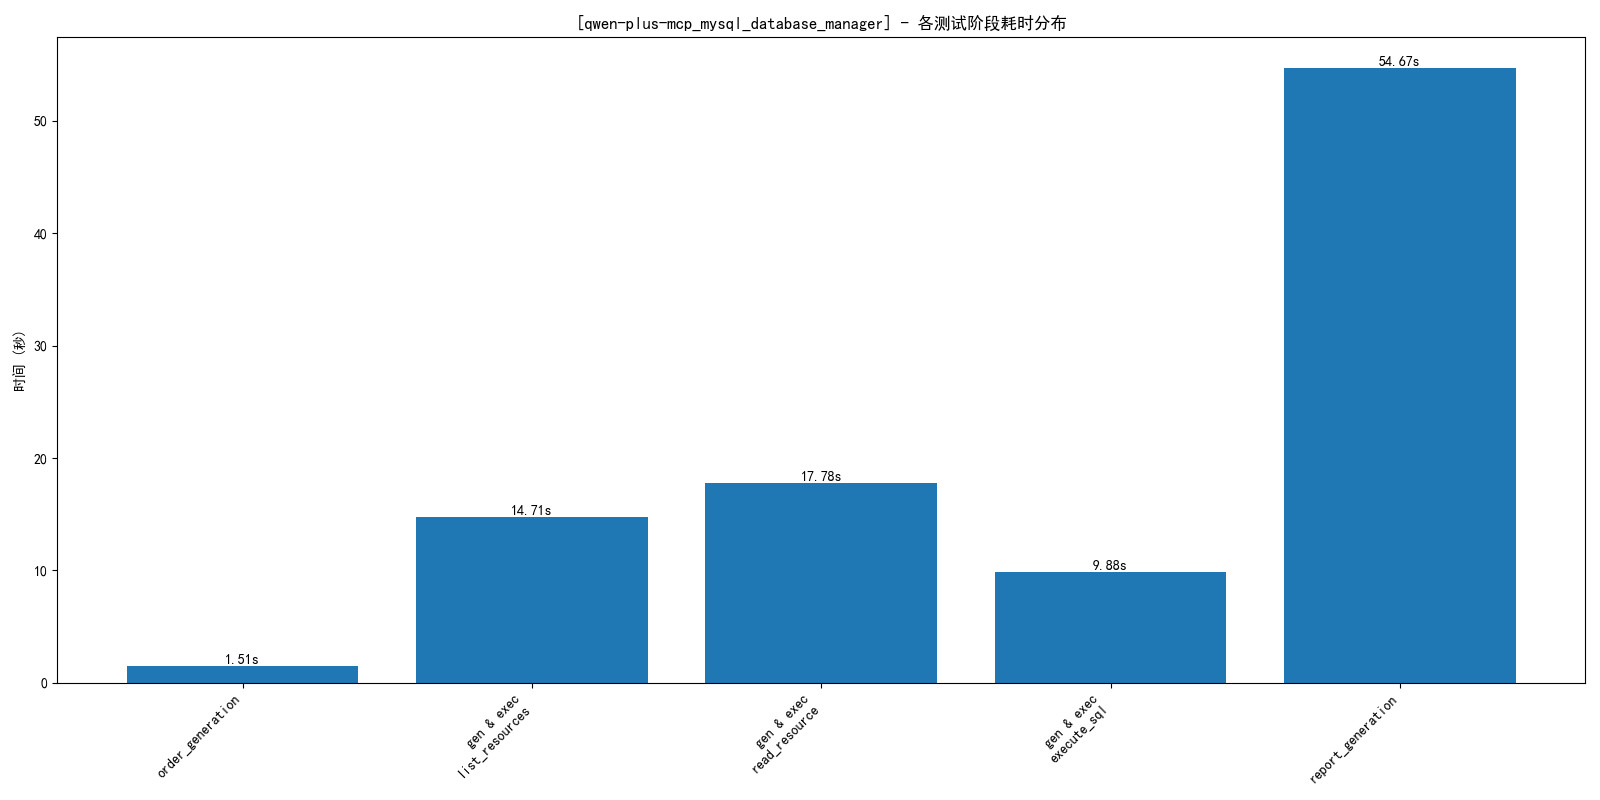 [qwen-plus-mcp_mysql_database_manager] - 各测试阶段耗时分布
时间 (秒)
50
40
30
20
10
0
1.51s
14.71s
17.78s
9.88s
54.67s
order_generation
gen & exec
list_resources
gen & exec
read_resource
gen & exec
execute_sql
report_generation